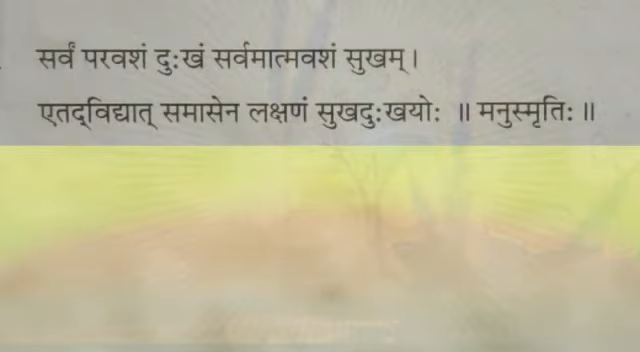 सर्वं परवशं दुःखं सर्वमात्मवशं सुखम्।
एतद्‌विद्यात् समासेन लक्षणं सुखदुःखयोः ॥ मनुस्मृतिः ॥